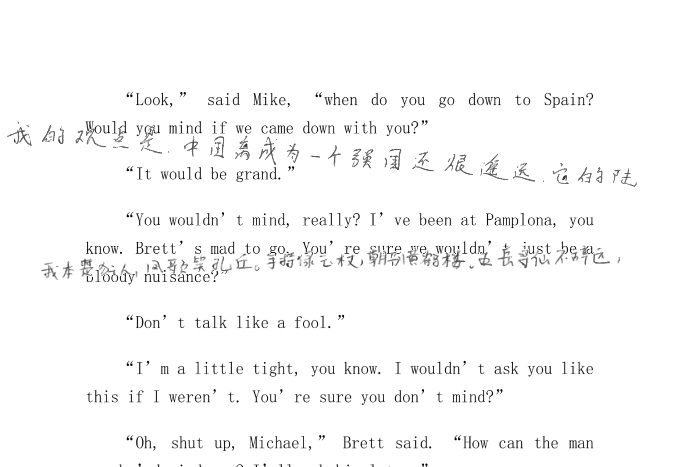 “Look,” said Mike, “when do you go down to Spain?
Would you mind if we came down with you?”
我的观点是,中国离成为一个强国还很遥远,它的陆
“It would be grand.”
“You wouldn’t mind, really? I’ve been at Pamplona, you
know. Brett’s mad to go. You’re sure we wouldn’t just be a
我本楚狂人,凤歌笑孔丘。手持绿玉杖,朝别黄鹤楼。五岳寻仙不辞远,
bloody nuisance?”
“Don’t talk like a fool.”
“I’m a little tight, you know. I wouldn’t ask you like
this if I weren’t. You’re sure you don’t mind?”
“Oh, shut up, Michael,” Brett said. “How can the man